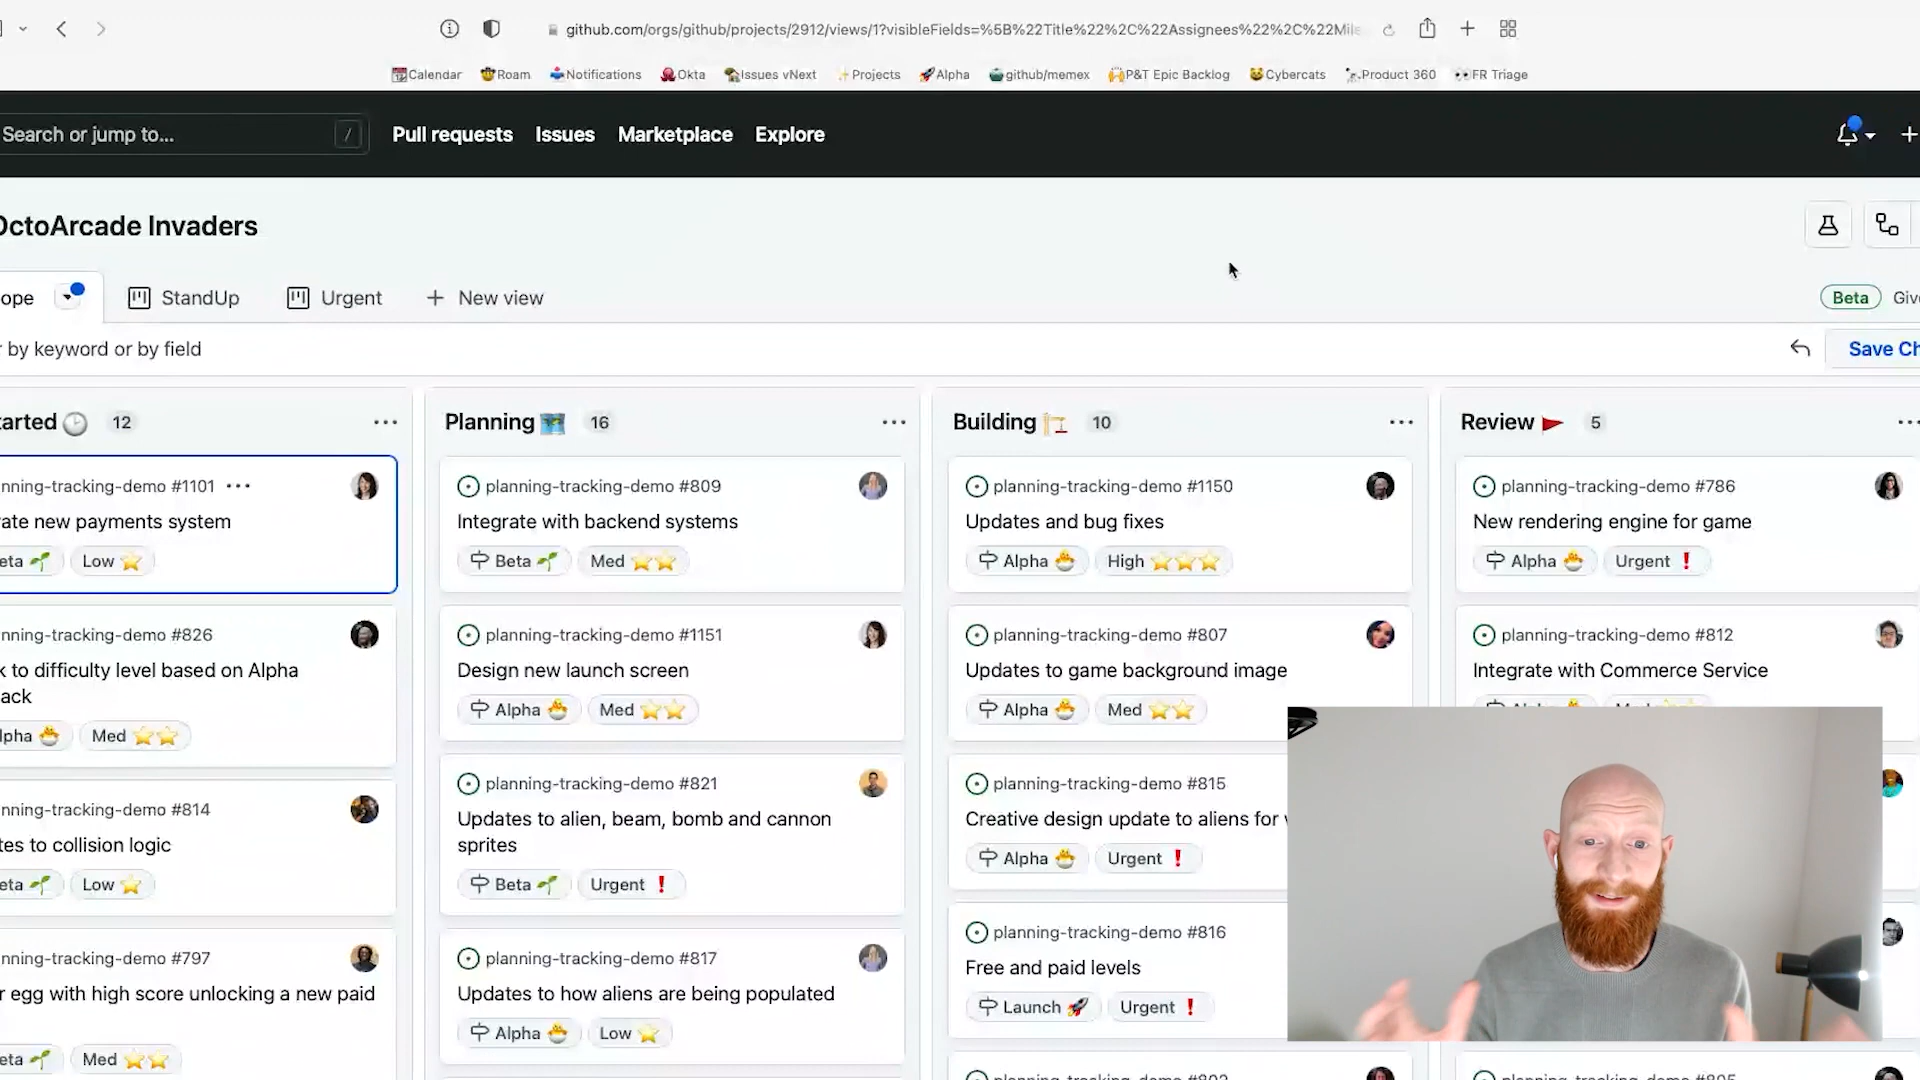 github.com/orgs/github/projects/2912/views/1?visibleFields=%5B%22Title%22%2C%22Assignees%22%2C%22Mile
Calendar Roam Notifications Okta Issues vNext Projects Alpha github/memex P&T Epic Backlog Cybercats Product 360 FR Triage
Search or jump to... / Pull requests Issues Marketplace Explore
OctoArcade Invaders
ope StandUp Urgent + New view Beta Giv
r by keyword or by field Save Ch
arted 12
nning-tracking-demo #1101 ...
ate new payments system
eta Low
nning-tracking-demo #826
k to difficulty level based on Alpha
ack
lpha Med
nning-tracking-demo #814
tes to collision logic
eta Low
nning-tracking-demo #797
r egg with high score unlocking a new paid
eta Med
Planning 16
planning-tracking-demo #809
Integrate with backend systems
Beta Med
planning-tracking-demo #1151
Design new launch screen
Alpha Med
planning-tracking-demo #821
Updates to alien, beam, bomb and cannon
sprites
Beta Urgent
planning-tracking-demo #817
Updates to how aliens are being populated
Alpha Low
Building 10
planning-tracking-demo #1150
Updates and bug fixes
Alpha High
planning-tracking-demo #807
Updates to game background image
Alpha Med
planning-tracking-demo #815
Creative design update to aliens for
Alpha Urgent
planning-tracking-demo #816
Free and paid levels
Launch Urgent
Review 5
planning-tracking-demo #786
New rendering engine for game
Alpha Urgent
planning-tracking-demo #812
Integrate with Commerce Service